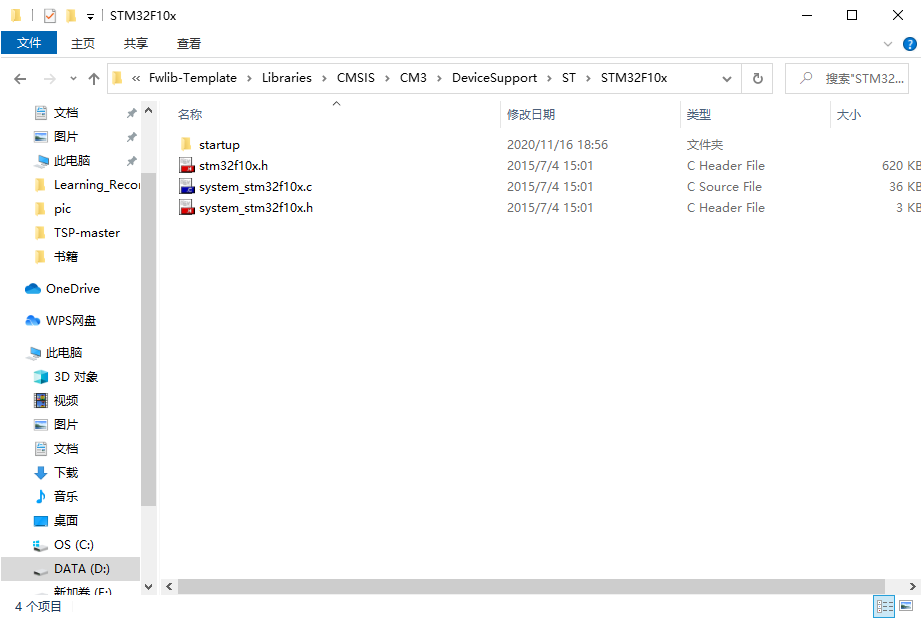 STM32F10x
文件 主页 共享 查看
« Fwlib-Template › Libraries › CMSIS › CM3 › DeviceSupport › ST › STM32F10x 搜索"STM32...
名称 修改日期 类型 大小
startup 2020/11/16 18:56 文件夹
stm32f10x.h 2015/7/4 15:01 C Header File 620 KB
system_stm32f10x.c 2015/7/4 15:01 C Source File 36 KB
system_stm32f10x.h 2015/7/4 15:01 C Header File 3 KB
文档
图片
此电脑
Learning_Recor
pic
TSP-master
书籍
OneDrive
WPS网盘
此电脑
3D 对象
视频
图片
文档
下载
音乐
桌面
OS (C:)
DATA (D:)
新加卷 (E:)
4 个项目